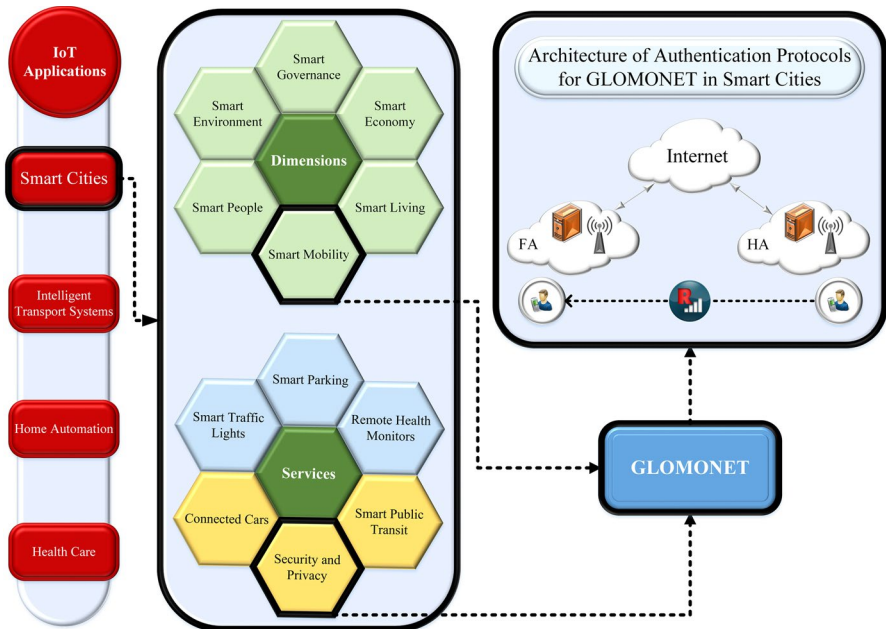 IoT
Applications
Smart Cities
Intelligent
Transport Systems
Home Automation
Health Care
Smart
Governance
Smart
Environment
Smart
Economy
Dimensions
Smart People
Smart Living
Smart Mobility
Smart Parking
Smart Traffic
Lights
Remote Health
Monitors
Services
Connected Cars
Smart Public
Transit
Security and
Privacy
Architecture of Authentication Protocols
for GLOMONET in Smart Cities
Internet
FA
HA
R
GLOMONET